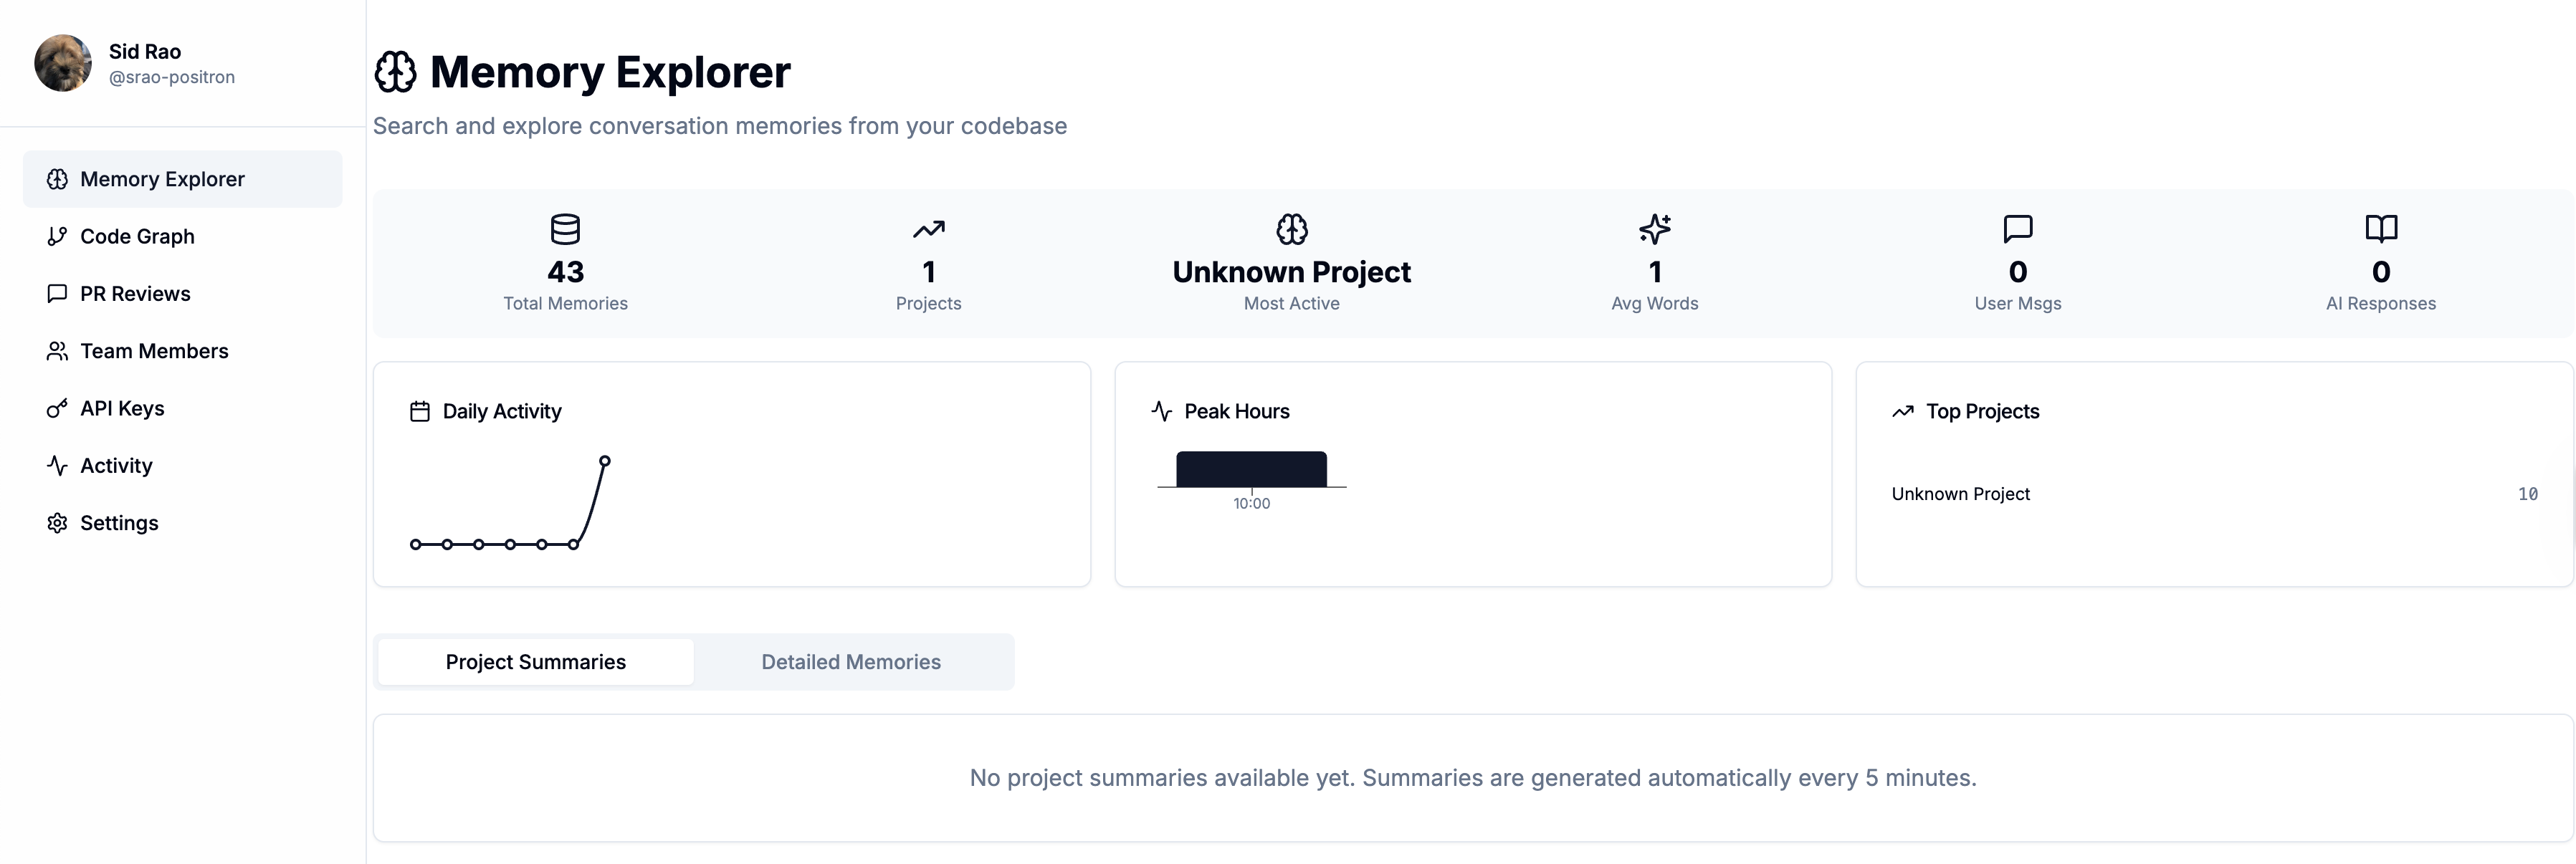 Sid Rao
@srao-positron
Memory Explorer
Code Graph
PR Reviews
Team Members
API Keys
Activity
Settings
Memory Explorer
Search and explore conversation memories from your codebase
43
Total Memories
1
Projects
Unknown Project
Most Active
1
Avg Words
0
User Msgs
0
AI Responses
Daily Activity
Peak Hours
10:00
Top Projects
Unknown Project
10
Project Summaries
Detailed Memories
No project summaries available yet. Summaries are generated automatically every 5 minutes.